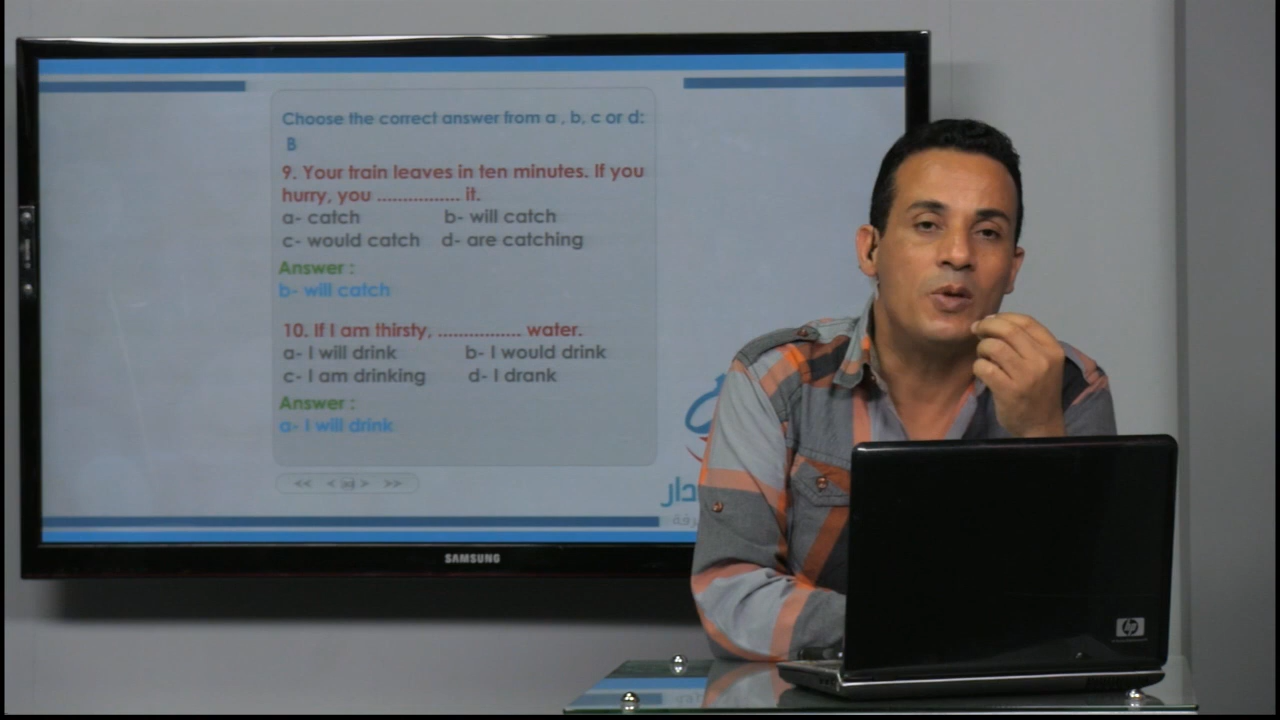 Choose the correct answer from a , b, c or d:
B
9. Your train leaves in ten minutes. If you
hurry, you ................ it.
a- catch b- will catch
c- would catch d- are catching
Answer :
b- will catch
10. If I am thirsty, ................ water.
a- I will drink b- I would drink
c- I am drinking d- I drank
Answer :
a- I will drink
<< < > >>
SAMSUNG
hp